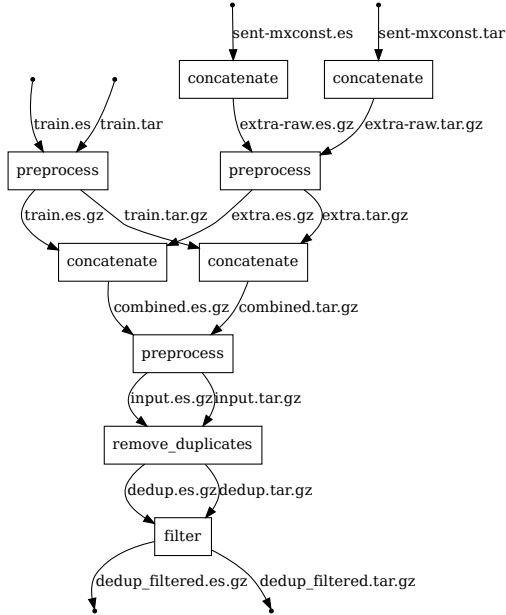 sent-mxconst.es
sent-mxconst.tar
concatenate
concatenate
train.es
train.tar
extra-raw.es.gz
extra-raw.tar.gz
preprocess
preprocess
train.es.gz
train.tar.gz
extra.es.gz
extra.tar.gz
concatenate
concatenate
combined.es.gz
combined.tar.gz
preprocess
input.es.gz
input.tar.gz
remove_duplicates
dedup.es.gz
dedup.tar.gz
filter
dedup_filtered.es.gz
dedup_filtered.tar.gz